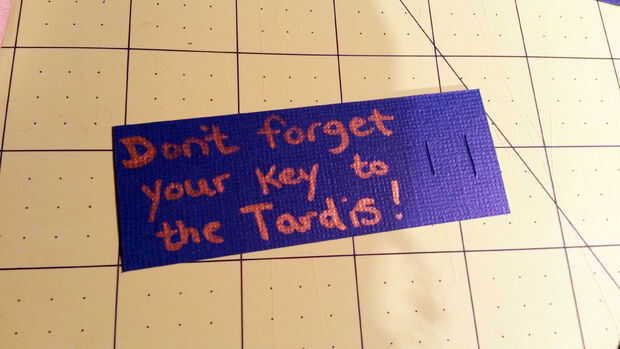 Don't forget
your key to
the Tardis!